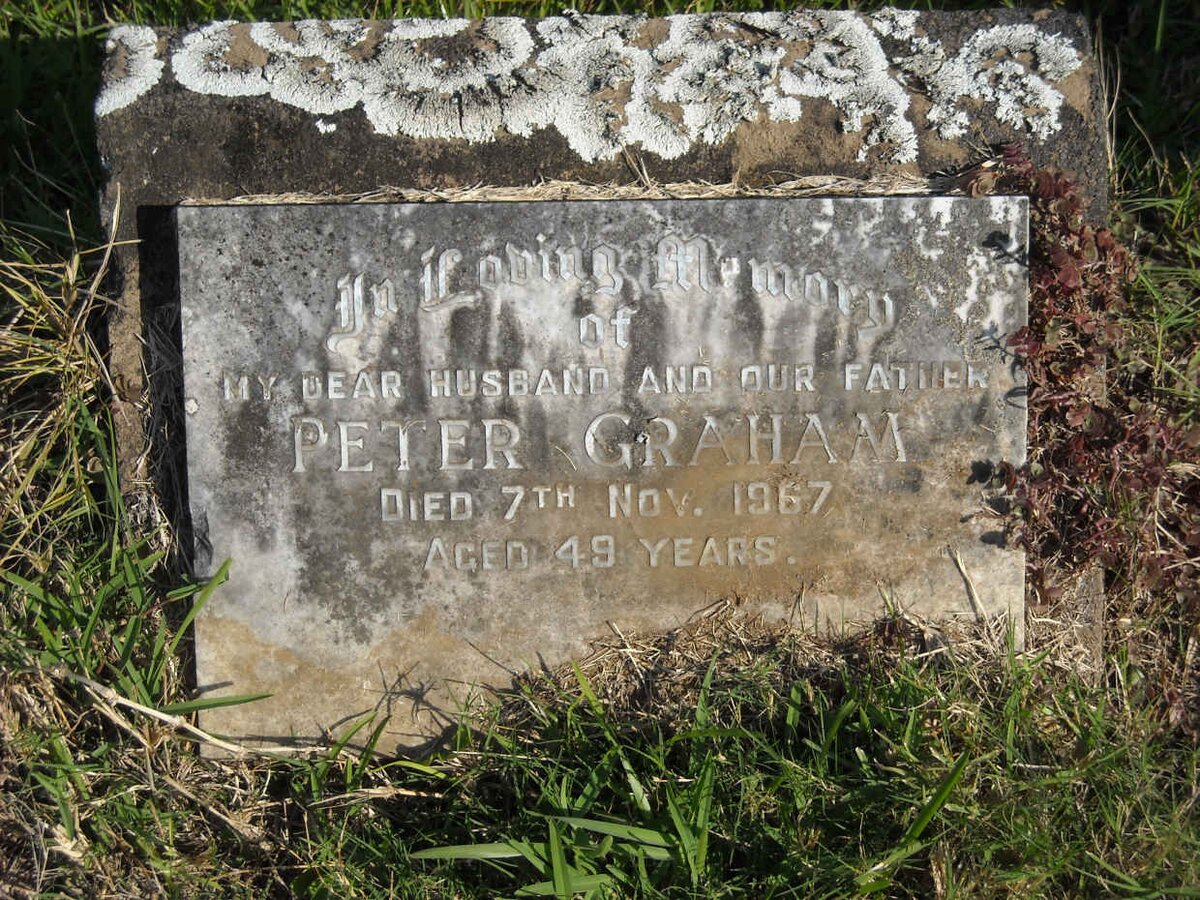 In Loving Memory
of
MY DEAR HUSBAND AND OUR FATHER
PETER GRAHAM
DIED 7TH NOV. 1967
AGED 49 YEARS.